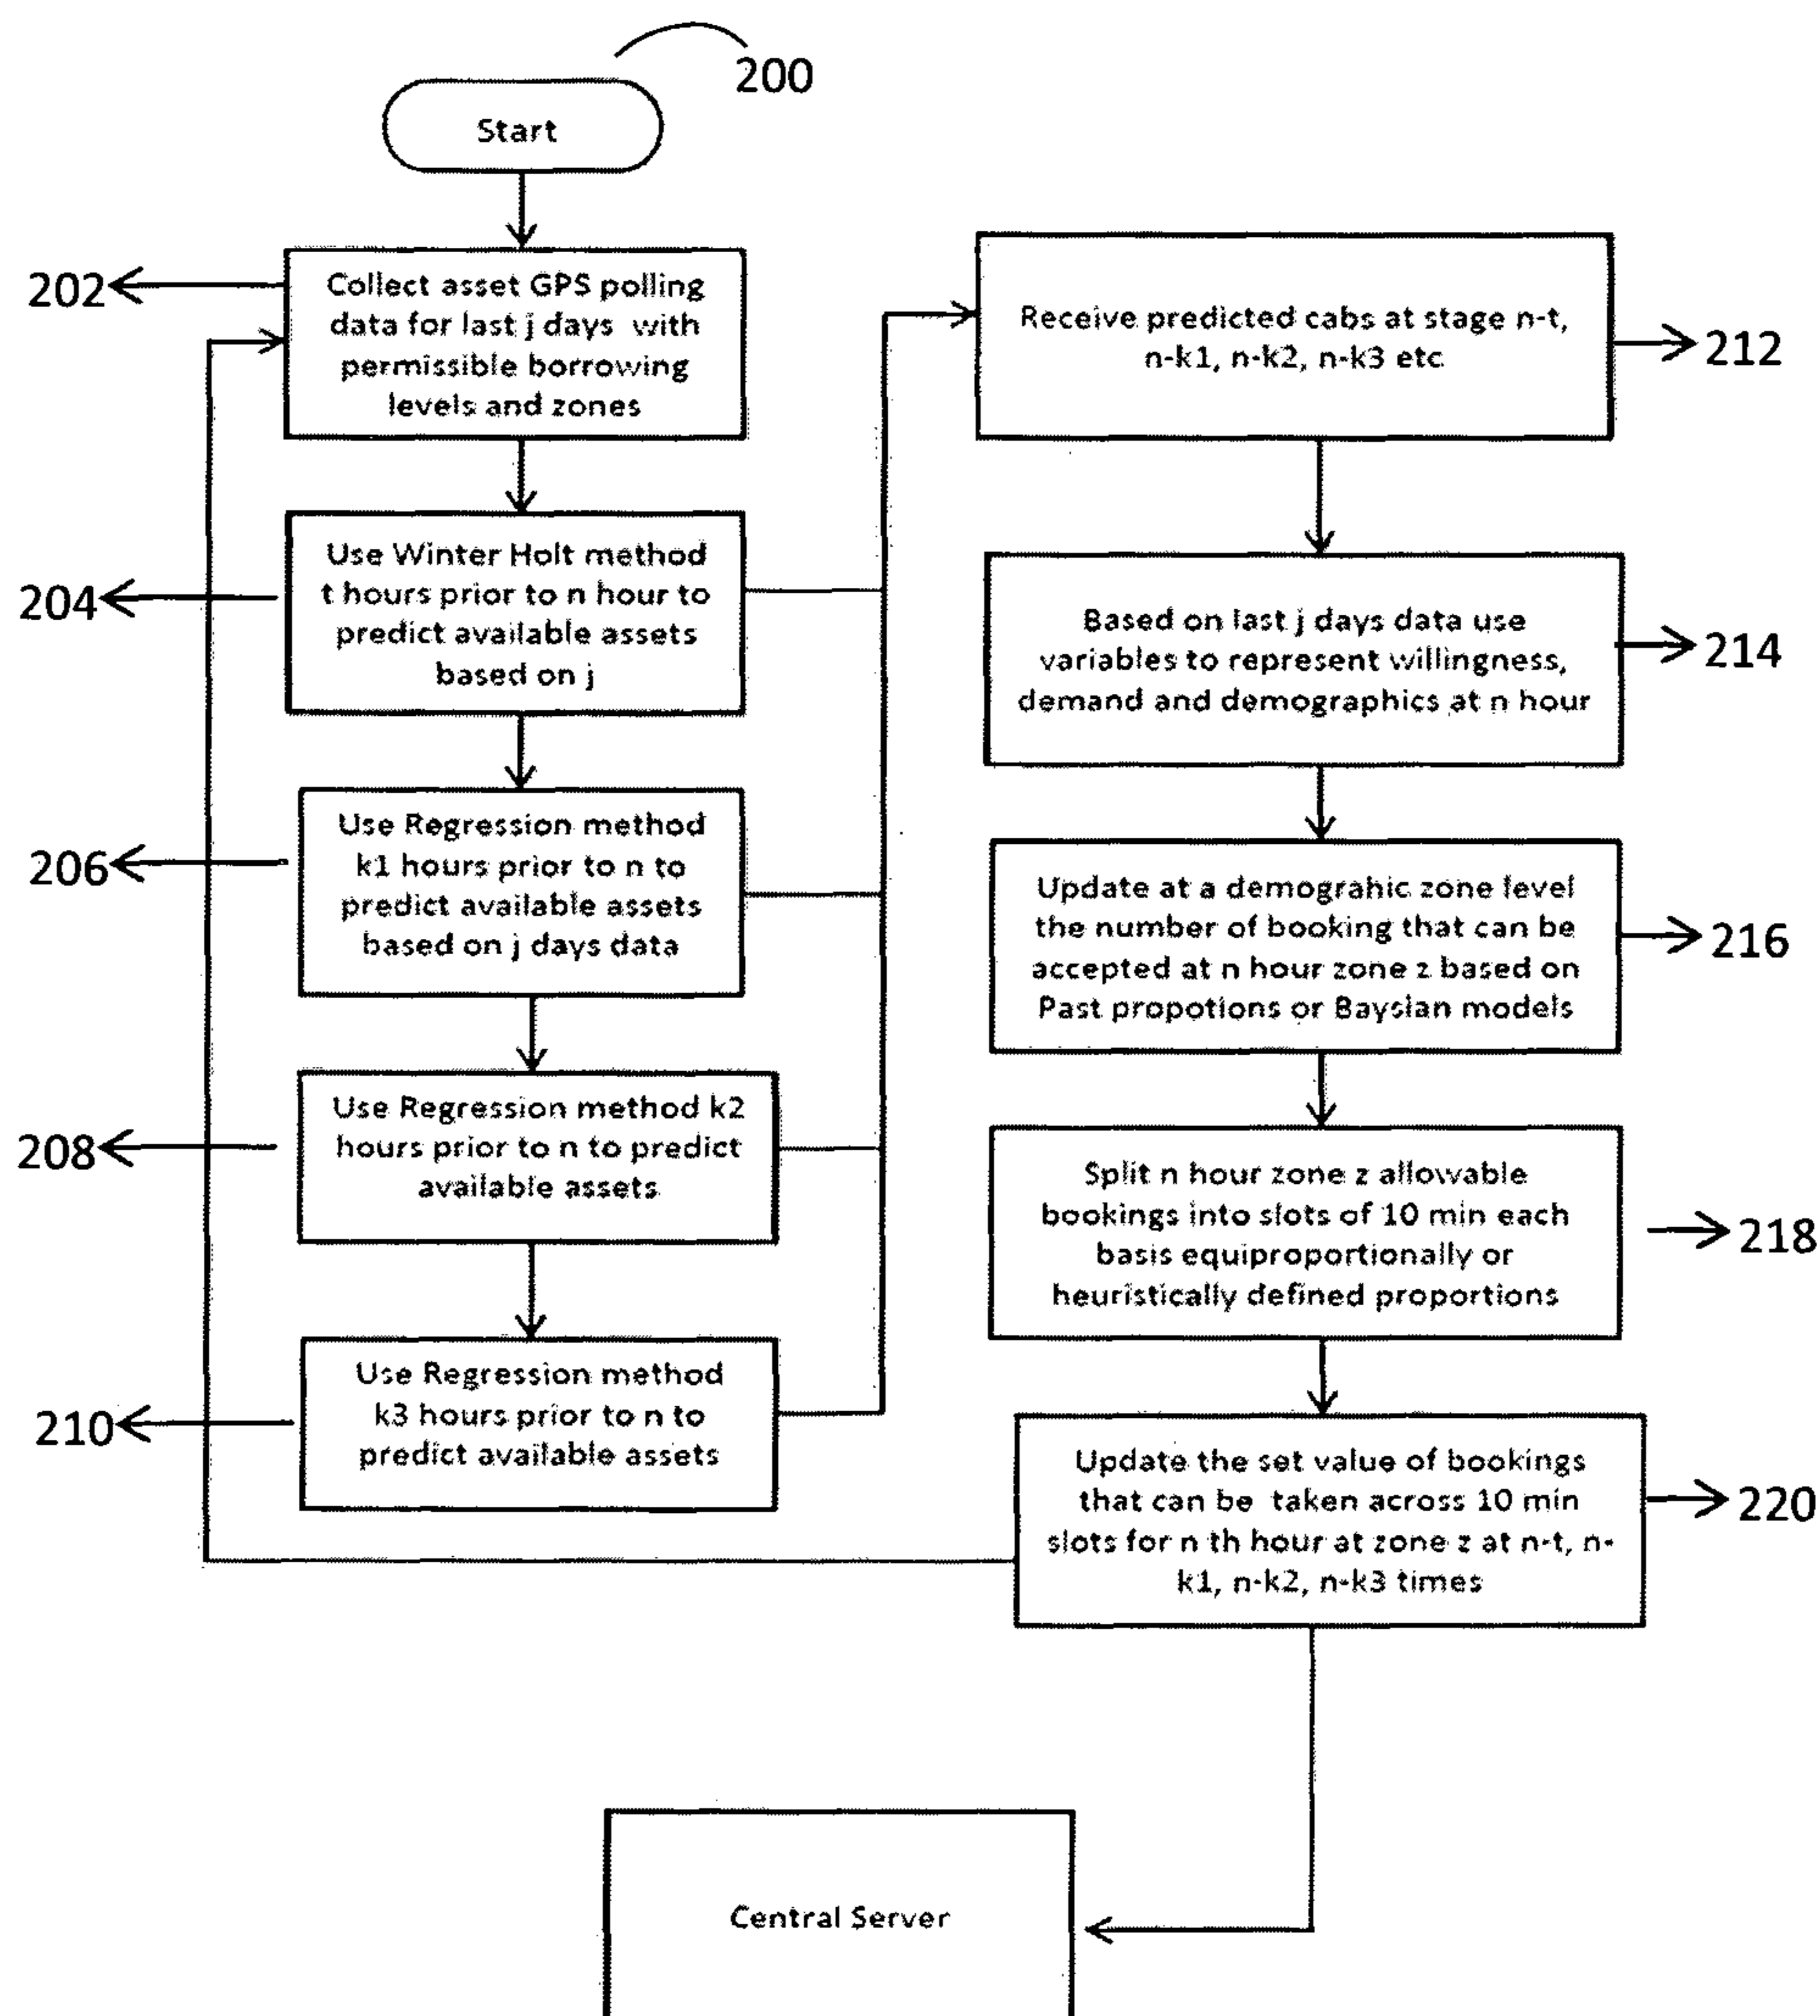 200
Start
202
Collect asset GPS polling
data for last j days with
permissible borrowing
levels and zones
204
Use Winter Holt method
t hours prior to n hour to
predict available assets
based on j
206
Use Regression method
k1 hours prior to n to
predict available assets
based on j days data
208
Use Regression method k2
hours prior to n to predict
available assets
210
Use Regression method
k3 hours prior to n to
predict available assets
Receive predicted cabs at stage n-t,
n-k1, n-k2, n-k3 etc
212
Based on last j days data use
variables to represent willingness,
demand and demographics at n hour
214
Update at a demograhic zone level
the number of booking that can be
accepted at n hour zone z based on
Past propotions or Baysian models
216
Split n hour zone z allowable
bookings into slots of 10 min each
basis equiproportionally or
heuristically defined proportions
218
Update the set value of bookings
that can be taken across 10 min
slots for n th hour at zone z at n-t, n-
k1, n-k2, n-k3 times
220
Central Server